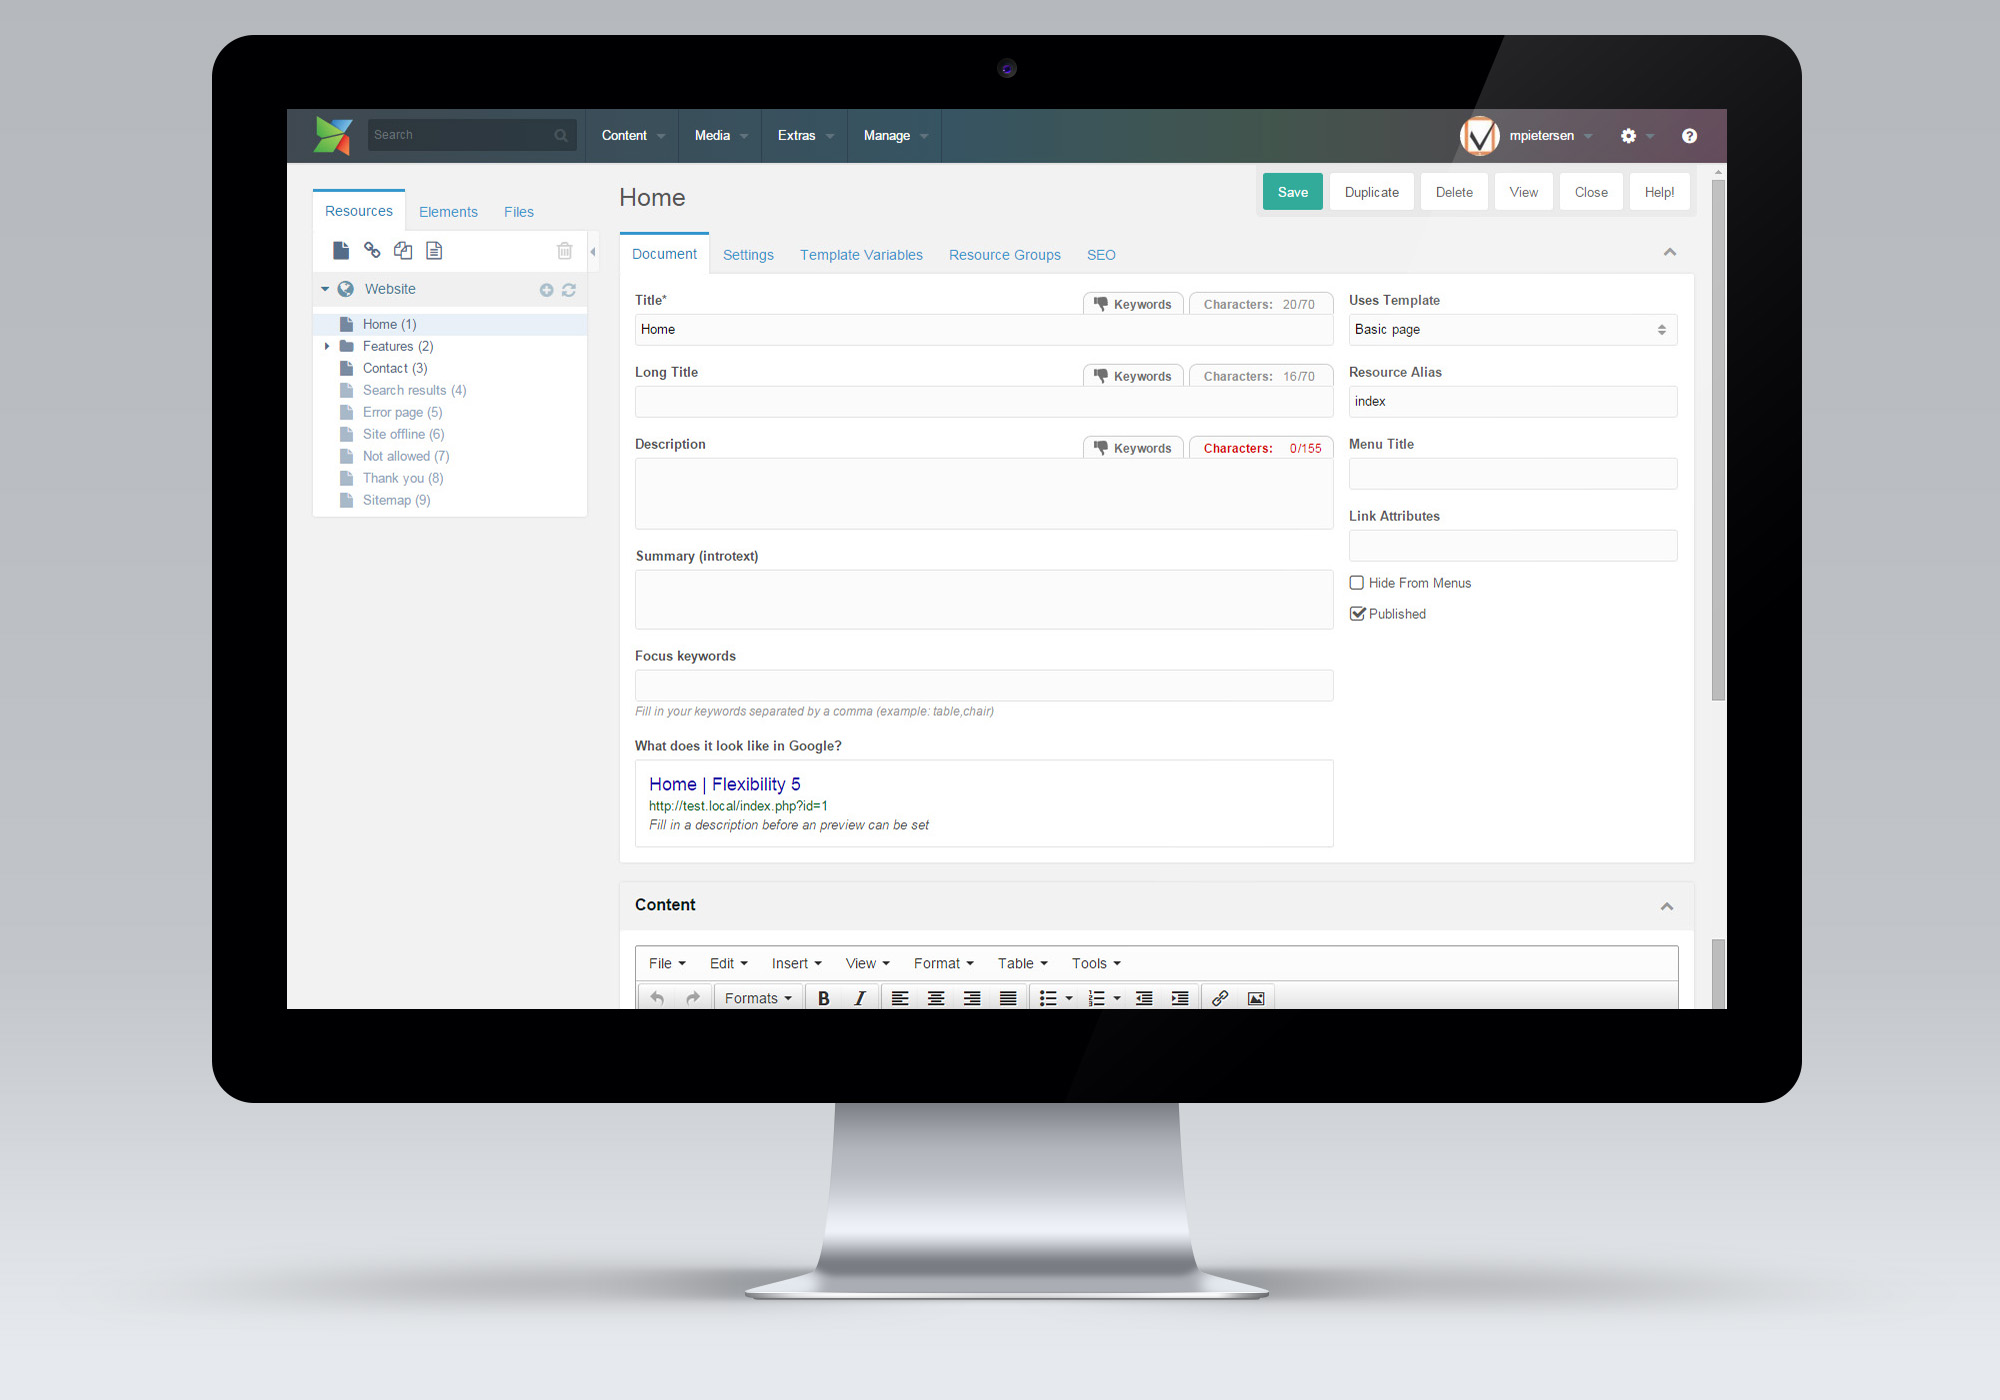 Search
Content
Media
Extras
Manage
mpietersen
Resources
Elements
Files
Website
Home (1)
Features (2)
Contact (3)
Search results (4)
Error page (5)
Site offline (6)
Not allowed (7)
Thank you (8)
Sitemap (9)
Home
Save
Duplicate
Delete
View
Close
Help!
Document
Settings
Template Variables
Resource Groups
SEO
Title*
Keywords
Characters: 20/70
Home
Long Title
Keywords
Characters: 16/70
Description
Keywords
Characters: 0/155
Summary (introtext)
Focus keywords
Fill in your keywords separated by a comma (example: table,chair)
What does it look like in Google?
Home | Flexibility 5
http://test.local/index.php?id=1
Fill in a description before an preview can be set
Uses Template
Basic page
Resource Alias
index
Menu Title
Link Attributes
Hide From Menus
Published
Content
File
Edit
Insert
View
Format
Table
Tools
Formats
B
I